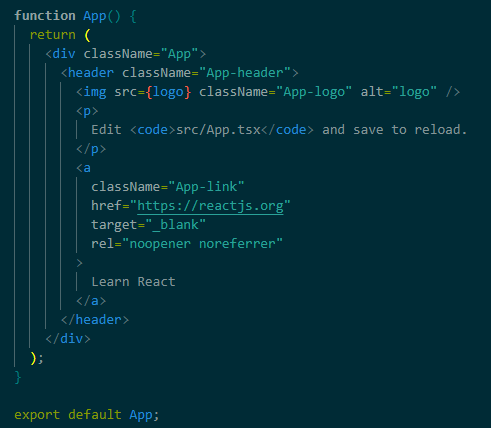 function App() {
  return (
    <div className="App">
      <header className="App-header">
        <img src={logo} className="App-logo" alt="logo" />
        <p>
          Edit <code>src/App.tsx</code> and save to reload.
        </p>
        <a
          className="App-link"
          href="https://reactjs.org"
          target="_blank"
          rel="noopener noreferrer"
        >
          Learn React
        </a>
      </header>
    </div>
  );
}

export default App;